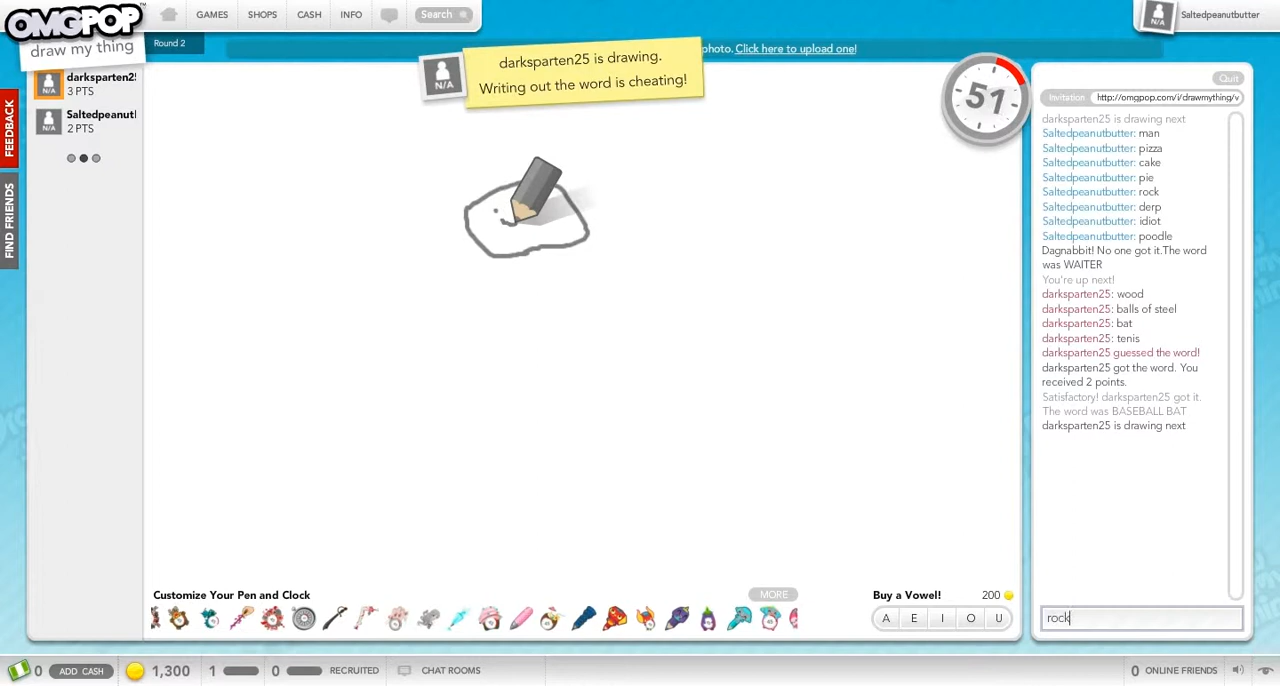 OMGPOP™
GAMES
SHOPS
CASH
INFO
Search
N/A
Saltedpeanutbutter
draw my thing
Round 2
photo. Click here to upload one!
N/A
darksparten25 is drawing.
Writing out the word is cheating!
51
FEEDBACK
FIND FRIENDS
N/A
darksparten2
3 PTS
N/A
Saltedpeanutl
2 PTS
Quit
Invitation
http://omgpop.com/i/drawmything/v
darksparten25 is drawing next
Saltedpeanutbutter: man
Saltedpeanutbutter: pizza
Saltedpeanutbutter: cake
Saltedpeanutbutter: pie
Saltedpeanutbutter: rock
Saltedpeanutbutter: derp
Saltedpeanutbutter: idiot
Saltedpeanutbutter: poodle
Dagnabbit! No one got it.The word
was WAITER
You're up next!
darksparten25: wood
darksparten25: balls of steel
darksparten25: bat
darksparten25: tenis
darksparten25 guessed the word!
darksparten25 got the word. You
received 2 points.
Satisfactory! darksparten25 got it.
The word was BASEBALL BAT
darksparten25 is drawing next
rock
Customize Your Pen and Clock
MORE
Buy a Vowel!
200
A E I O U
0
ADD CASH
1,300
1
0
RECRUITED
CHAT ROOMS
0 ONLINE FRIENDS